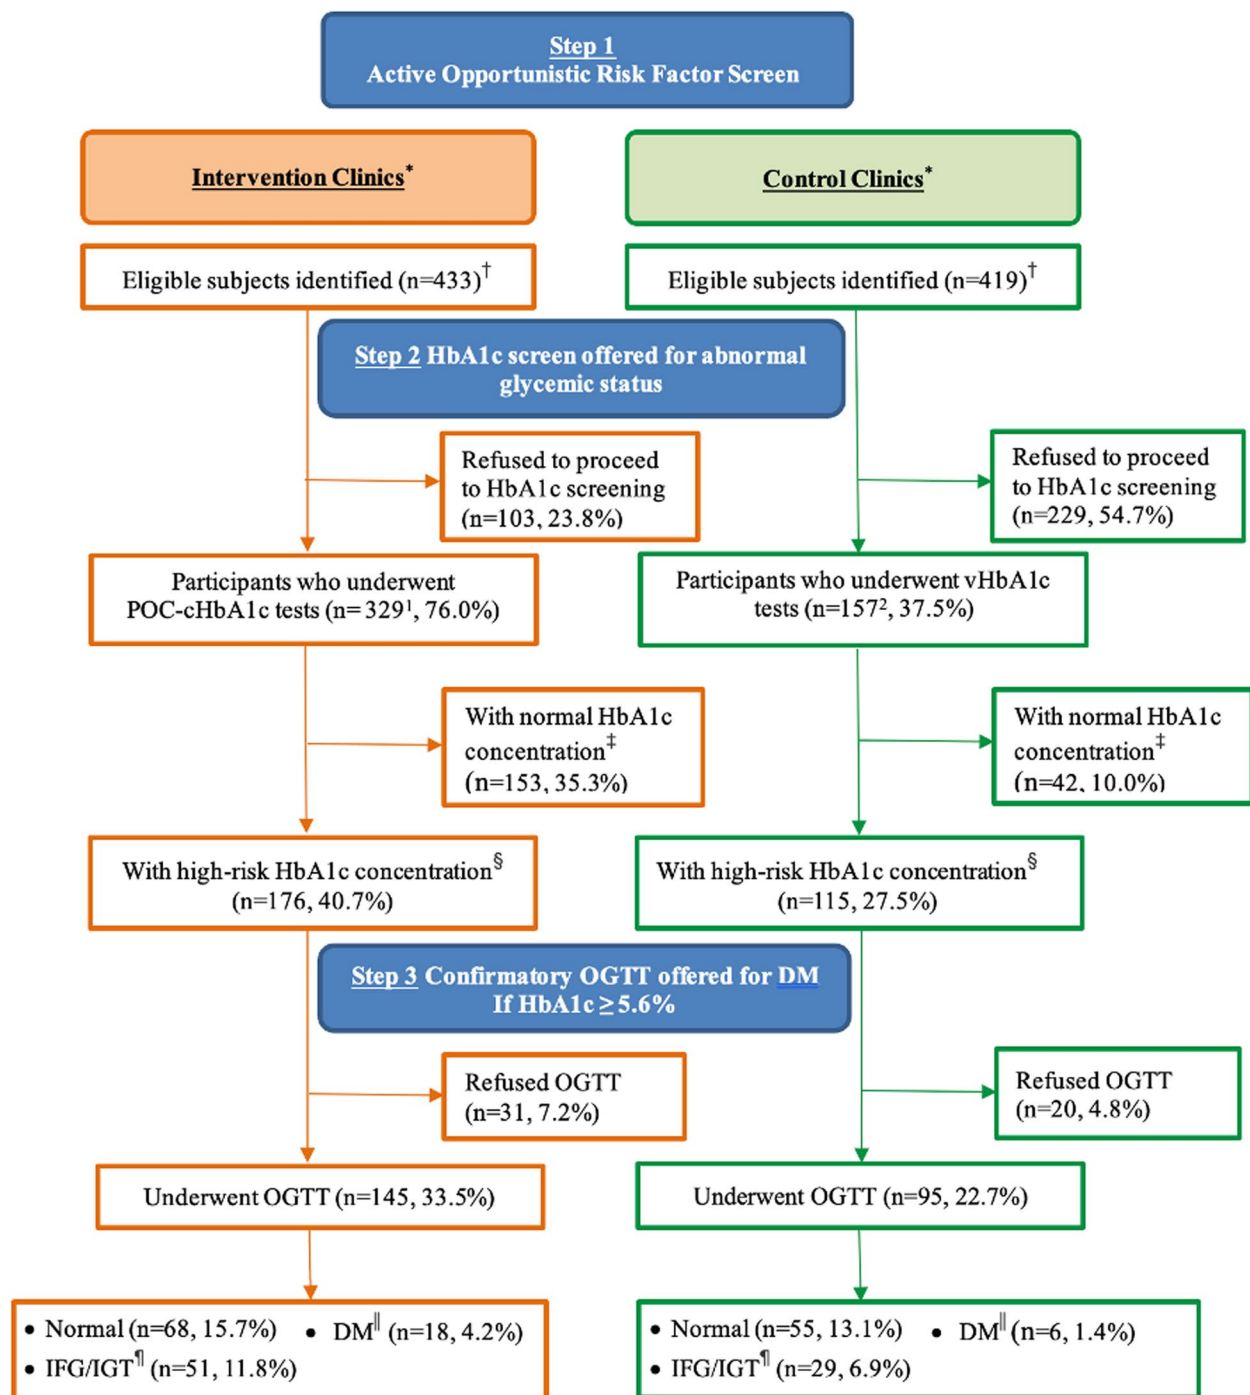 Step 1
Active Opportunistic Risk Factor Screen
Intervention Clinics*
Control Clinics*
Eligible subjects identified (n=433)†
Eligible subjects identified (n=419)†
Step 2 HbA1c screen offered for abnormal
glycemic status
Refused to proceed
to HbA1c screening
(n=103, 23.8%)
Refused to proceed
to HbA1c screening
(n=229, 54.7%)
Participants who underwent
POC-cHbA1c tests (n= 329¹, 76.0%)
Participants who underwent vHbA1c
tests (n=157², 37.5%)
With normal HbA1c
concentration‡
(n=153, 35.3%)
With normal HbA1c
concentration‡
(n=42, 10.0%)
With high-risk HbA1c concentration§
(n=176, 40.7%)
With high-risk HbA1c concentration§
(n=115, 27.5%)
Step 3 Confirmatory OGTT offered for DM
If HbA1c ≥ 5.6%
Refused OGTT
(n=31, 7.2%)
Refused OGTT
(n=20, 4.8%)
Underwent OGTT (n=145, 33.5%)
Underwent OGTT (n=95, 22.7%)
• Normal (n=68, 15.7%) • DM‖ (n=18, 4.2%)
• IFG/IGT¶ (n=51, 11.8%)
• Normal (n=55, 13.1%) • DM‖ (n=6, 1.4%)
• IFG/IGT¶ (n=29, 6.9%)